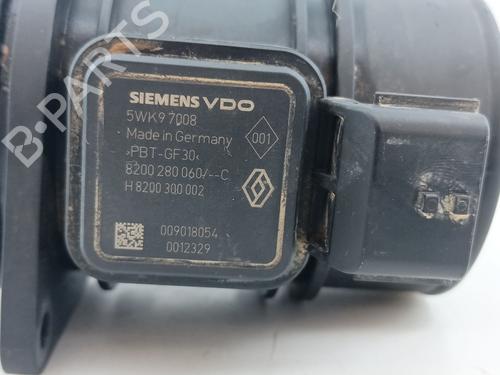 SIEMENS VDO
5WK9 7008
Made in Germany
›PBT-GF30‹
001
8200 280 060/--C
H 8200 300 002
009018054
0012329
B-PARTS